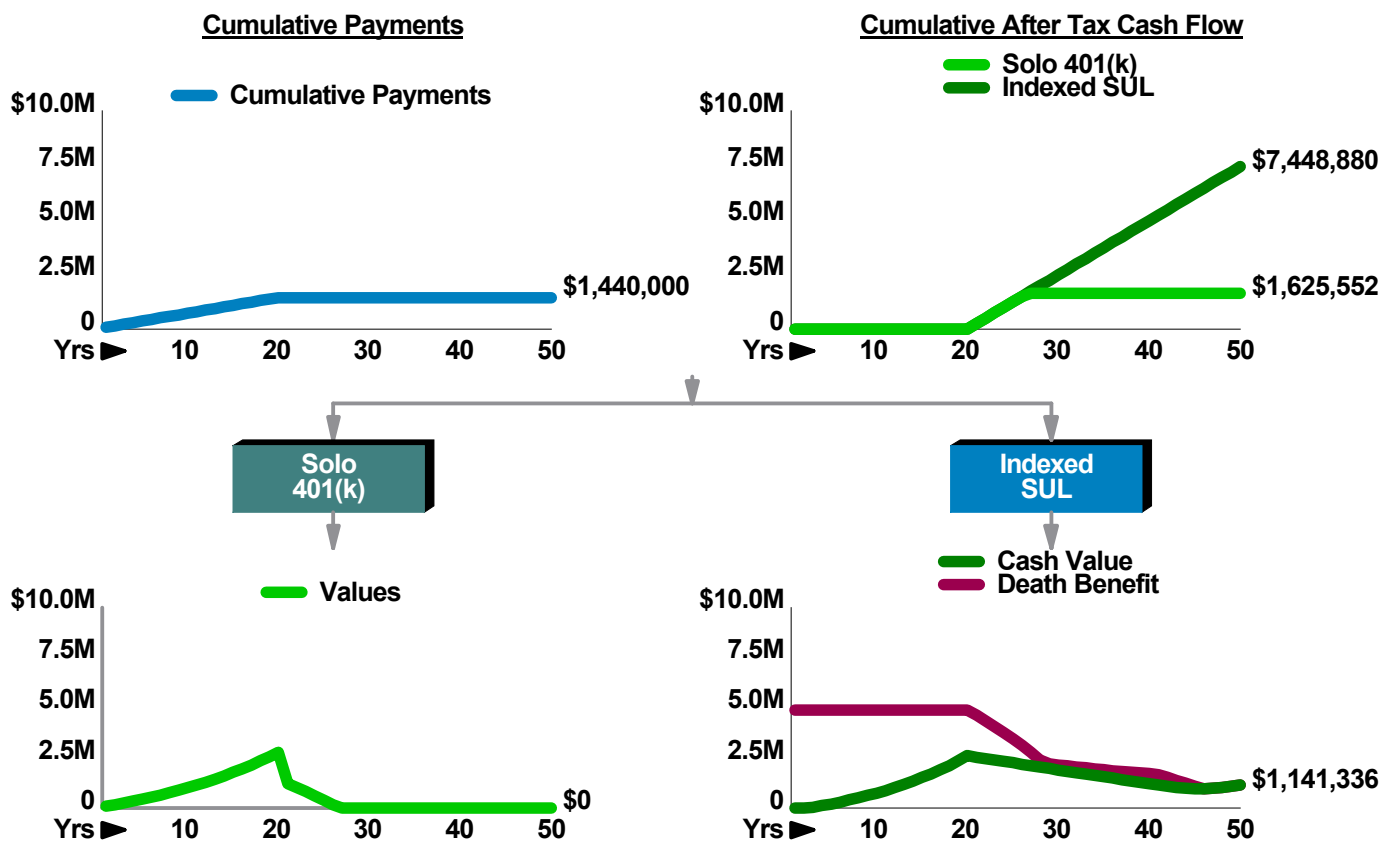 Cumulative Payments
Cumulative Payments
$10.0M
7.5M
5.0M
2.5M
0
$1,440,000
Yrs 10 20 30 40 50
Cumulative After Tax Cash Flow
Solo 401(k)
Indexed SUL
$10.0M
7.5M
5.0M
2.5M
0
$7,448,880
$1,625,552
Yrs 10 20 30 40 50
Solo
401(k)
Indexed
SUL
Values
$10.0M
7.5M
5.0M
2.5M
0
$0
Yrs 10 20 30 40 50
Cash Value
Death Benefit
$10.0M
7.5M
5.0M
2.5M
0
$1,141,336
Yrs 10 20 30 40 50